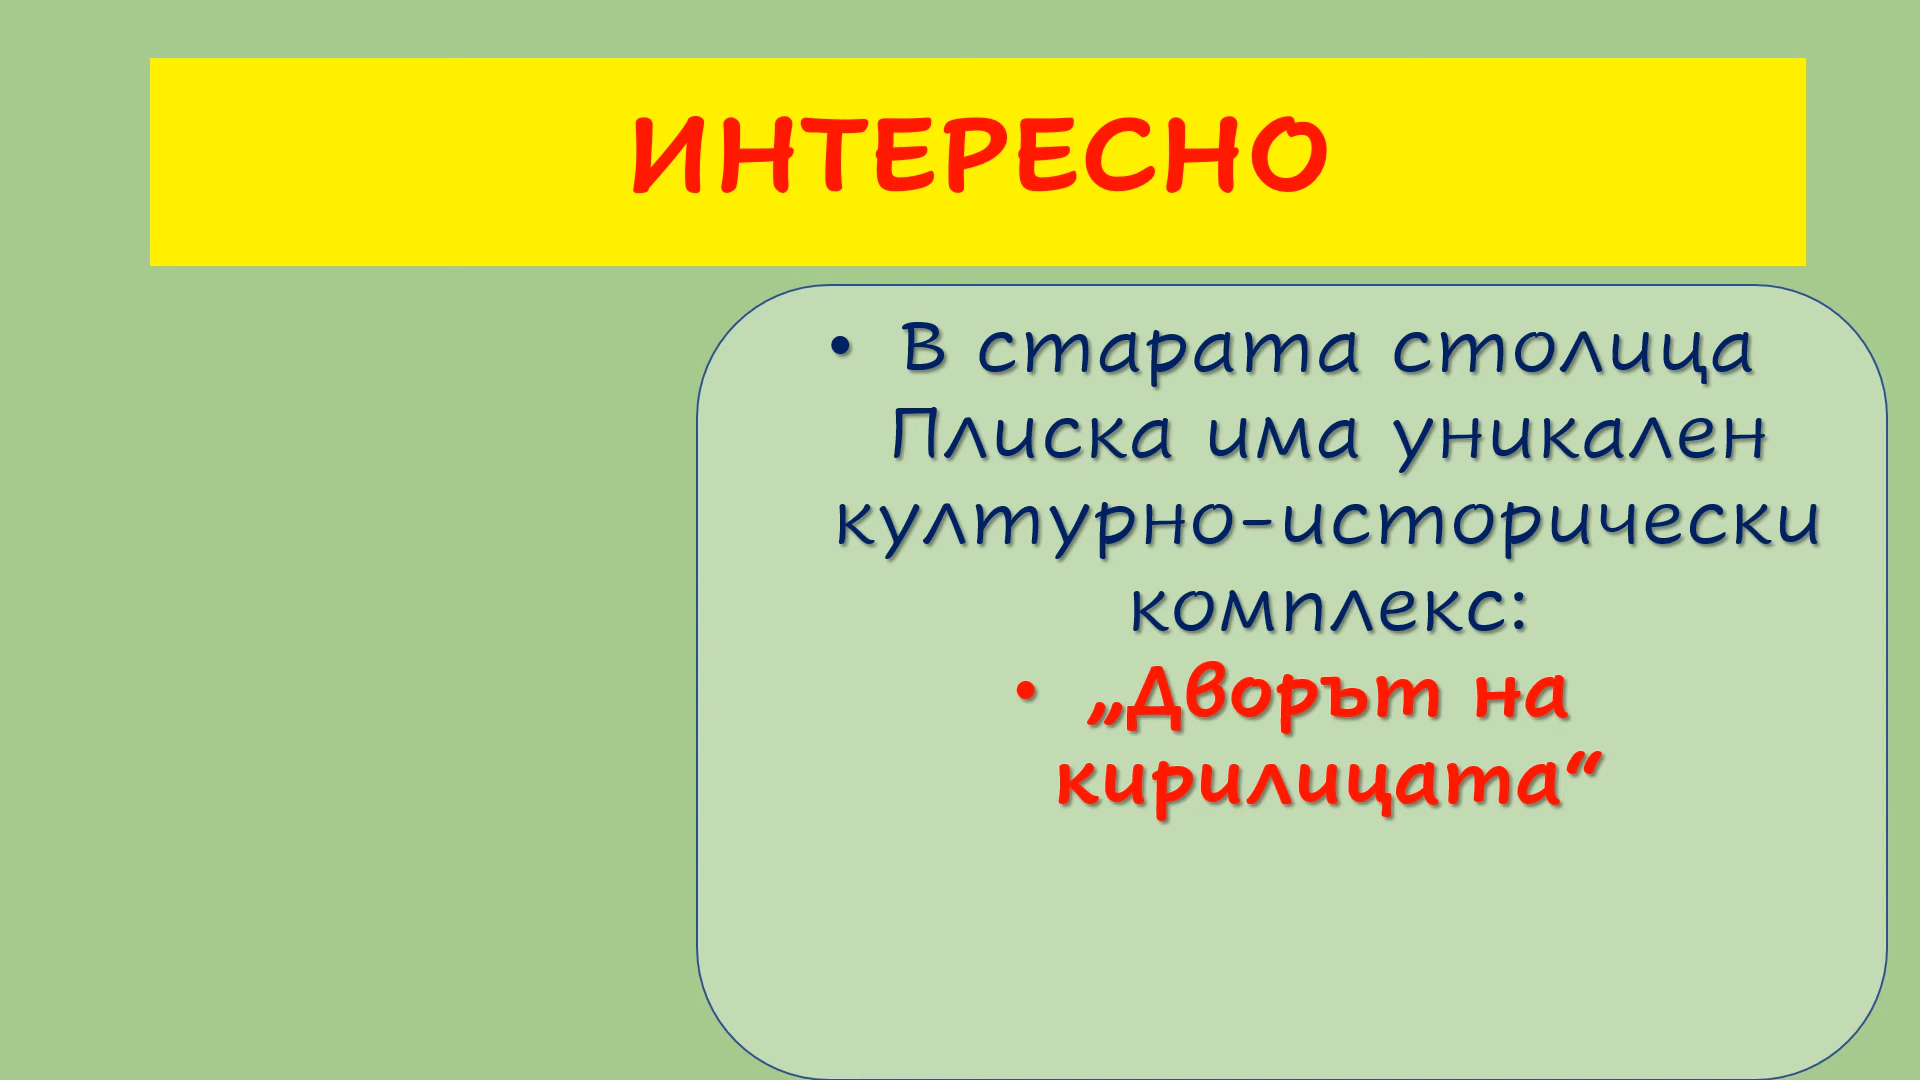 ИНТЕРЕСНО
• В старата столица
Плиска има уникален
културно-исторически
комплекс:
• „Дворът на
кирилицата“